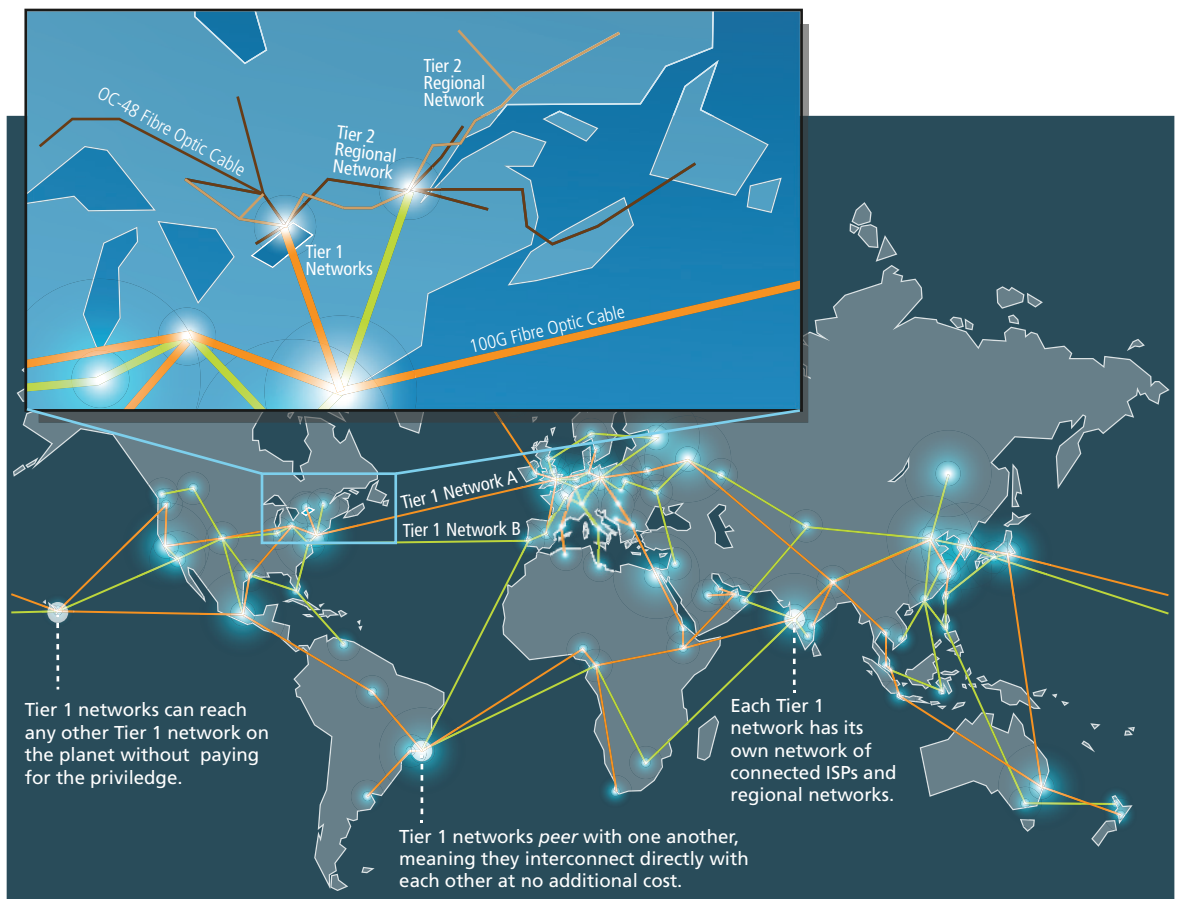 Tier 2
Regional
Network
OC-48 Fibre Optic Cable
Tier 2
Regional
Network
Tier 1
Networks
100G Fibre Optic Cable
Tier 1 Network A
Tier 1 Network B
Tier 1 networks can reach
any other Tier 1 network on
the planet without paying
for the priviledge.
Each Tier 1
network has its
own network of
connected ISPs and
regional networks.
Tier 1 networks peer with one another,
meaning they interconnect directly with
each other at no additional cost.